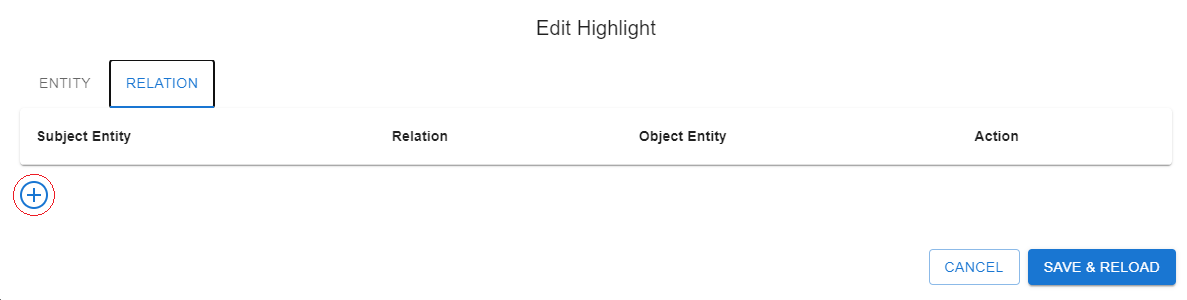 Edit Highlight
ENTITY RELATION
Subject Entity Relation Object Entity Action
CANCEL SAVE & RELOAD